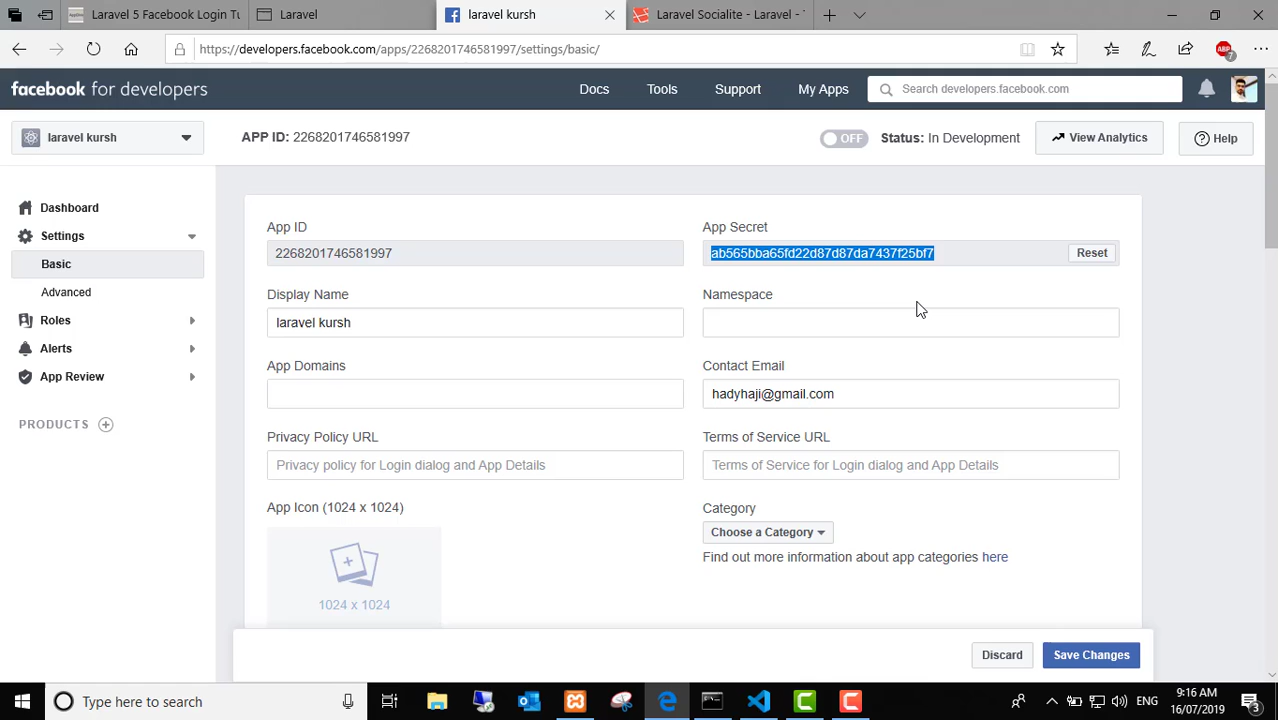 Laravel 5 Facebook Login Tu
Laravel
laravel kursh
Laravel Socialite - Laravel -
https://developers.facebook.com/apps/2268201746581997/settings/basic/
ABP
7
facebook for developers
Docs
Tools
Support
My Apps
Search developers.facebook.com
laravel kursh
APP ID: 2268201746581997
OFF
Status: In Development
View Analytics
Help
Dashboard
Settings
Basic
Advanced
Roles
Alerts
App Review
PRODUCTS
App ID
2268201746581997
App Secret
ab565bba65fd22d87d87da7437f25bf7
Reset
Display Name
laravel kursh
Namespace
App Domains
Contact Email
hadyhaji@gmail.com
Privacy Policy URL
Privacy policy for Login dialog and App Details
Terms of Service URL
Terms of Service for Login dialog and App Details
App Icon (1024 x 1024)
1024 x 1024
Category
Choose a Category
Find out more information about app categories here
Discard
Save Changes
Type here to search
ENG
9:16 AM
16/07/2019
3